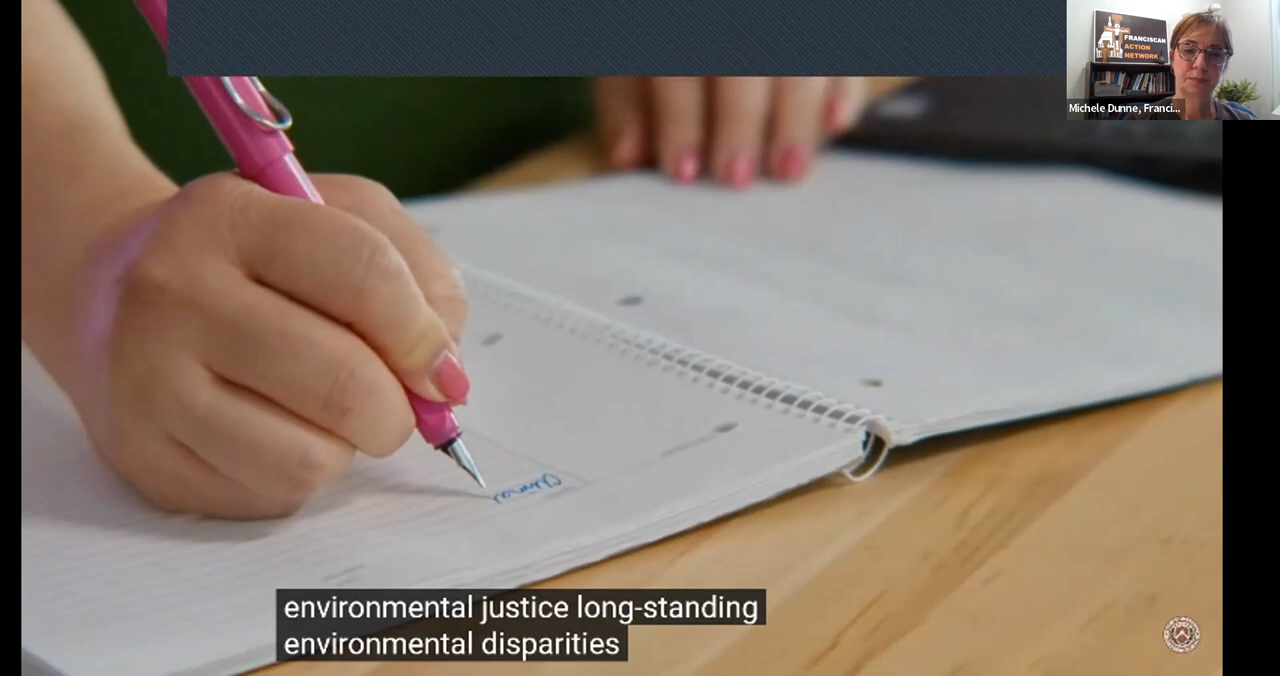 FRANCISCAN
ACTION
NETWORK
Michele Dunne, Franci...
environmental justice long-standing
environmental disparities